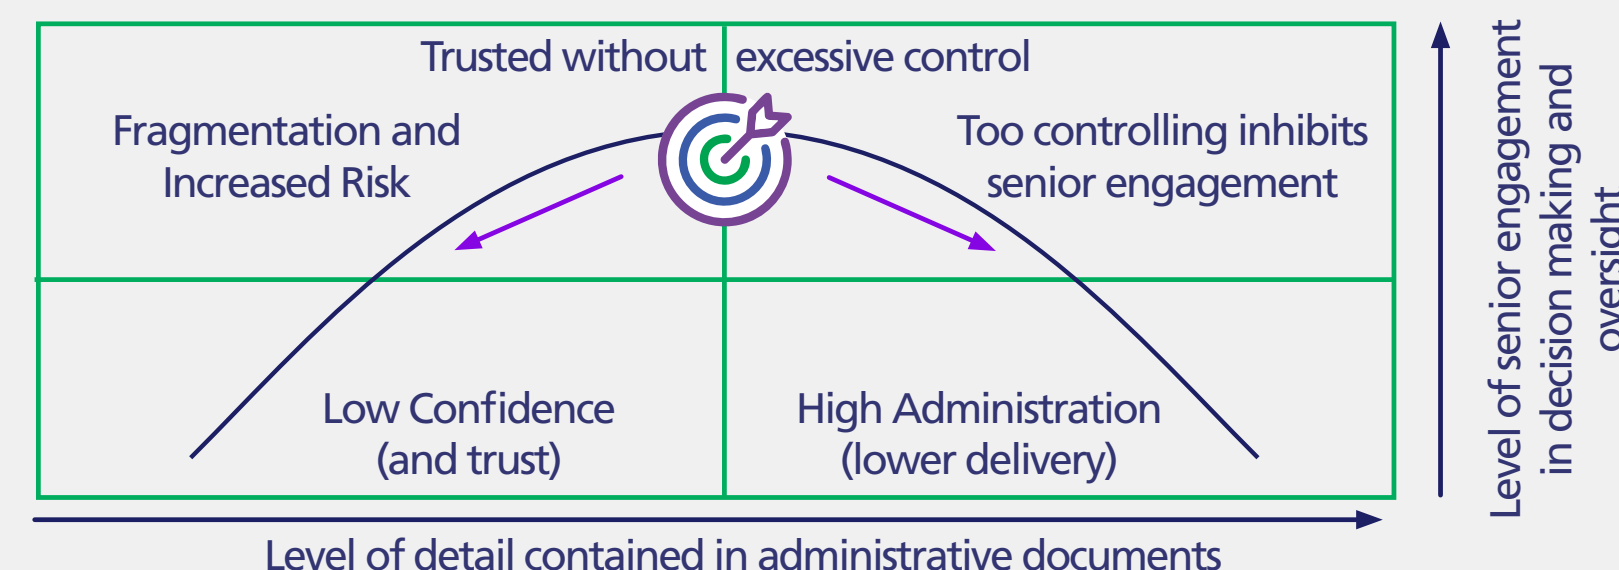 Trusted without excessive control
Fragmentation and
Increased Risk
Too controlling inhibits
senior engagement
Low Confidence
(and trust)
High Administration
(lower delivery)
Level of detail contained in administrative documents
Level of senior engagement
in decision making and
oversight